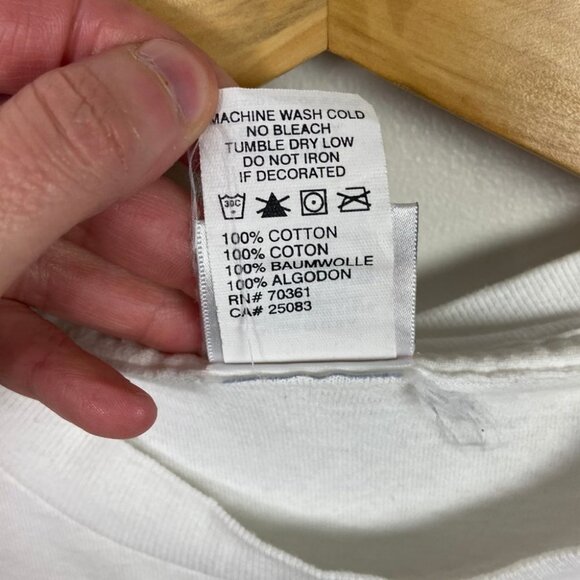 MACHINE WASH COLD
NO BLEACH
TUMBLE DRY LOW
DO NOT IRON
IF DECORATED
30C
100% COTTON
100% COTON
100% BAUMWOLLE
100% ALGODON
RN# 70361
CA# 25083